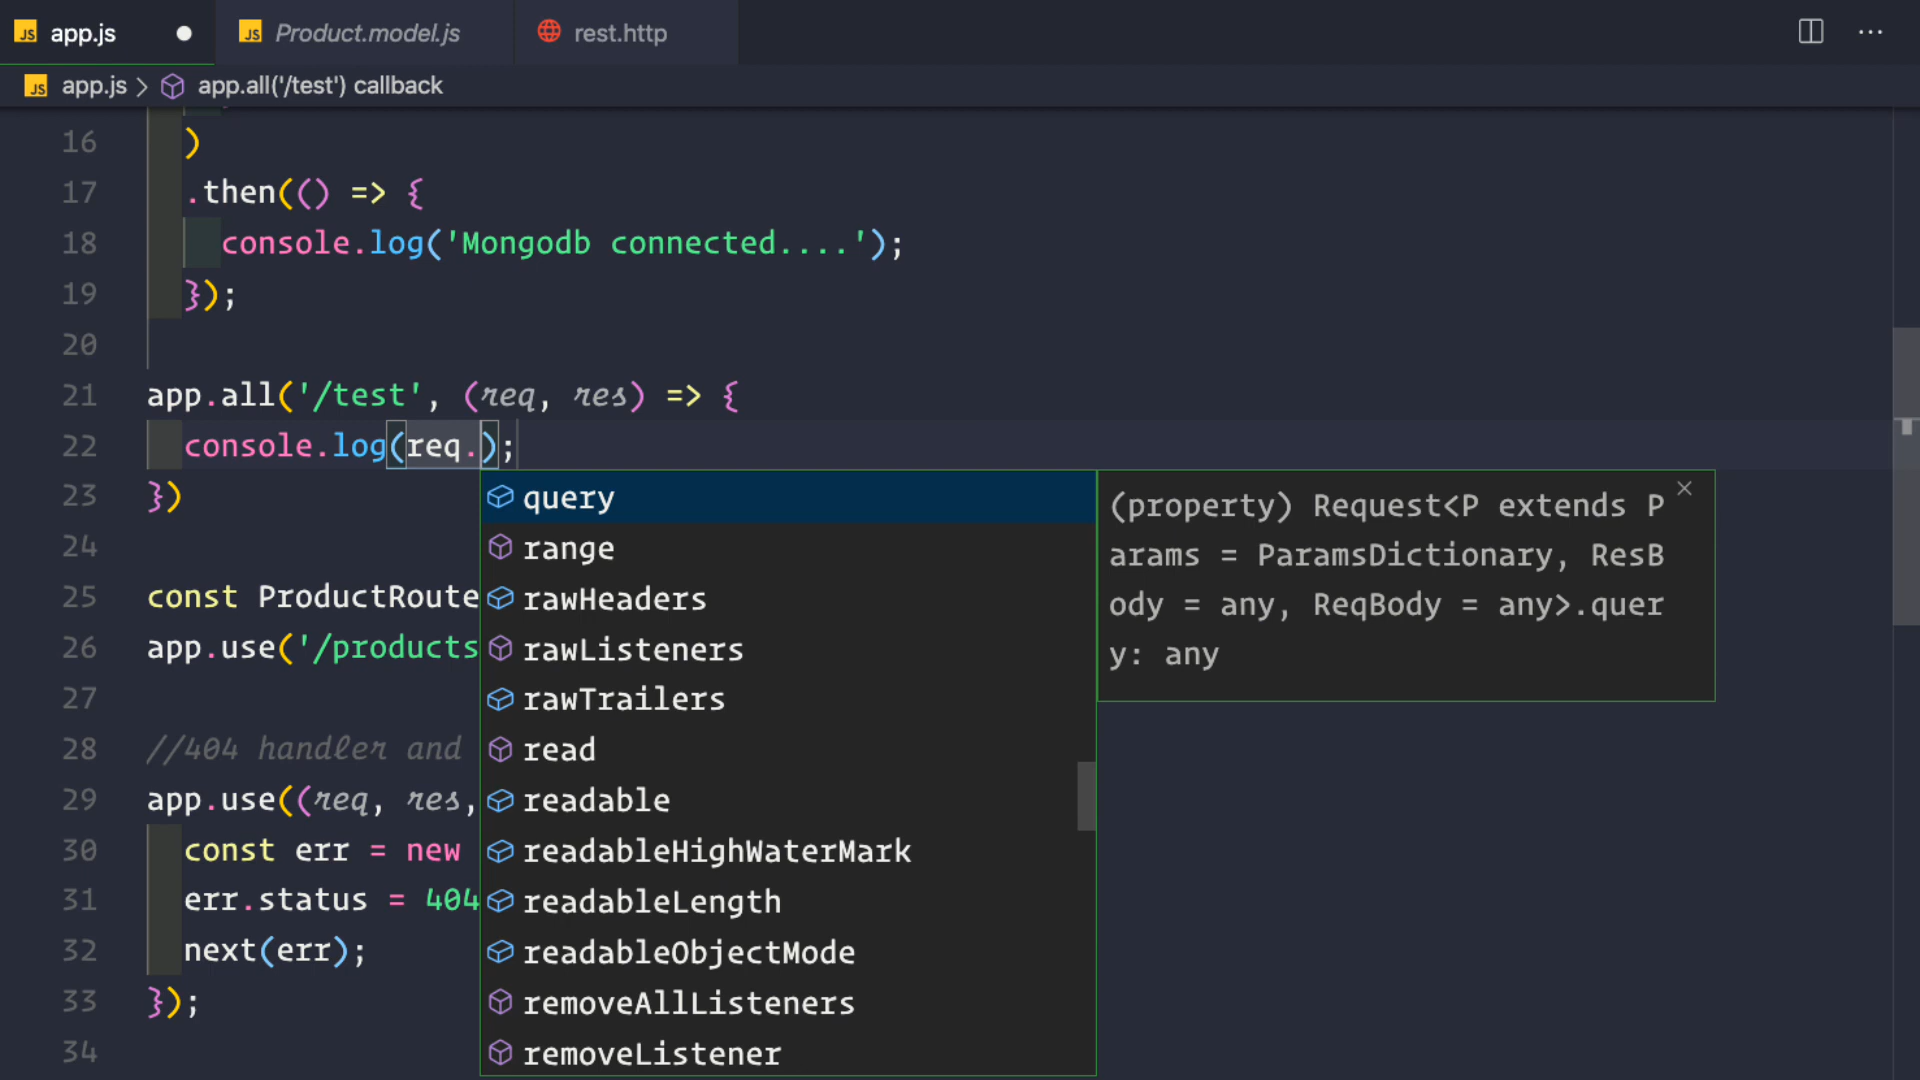 JS app.js
JS Product.model.js
rest.http
JS app.js > app.all('/test') callback
16 )
17 .then(() => {
18 console.log('Mongodb connected....');
19 });
20
21 app.all('/test', (req, res) => {
22 console.log(req.);
23 })
24
25 const ProductRoute
26 app.use('/products
27
28 //404 handler and
29 app.use((req, res,
30 const err = new
31 err.status = 404
32 next(err);
33 });
34
query
range
rawHeaders
rawListeners
rawTrailers
read
readable
readableHighWaterMark
readableLength
readableObjectMode
removeAllListeners
removeListener
(property) Request<P extends P
arams = ParamsDictionary, ResB
ody = any, ReqBody = any>.quer
y: any